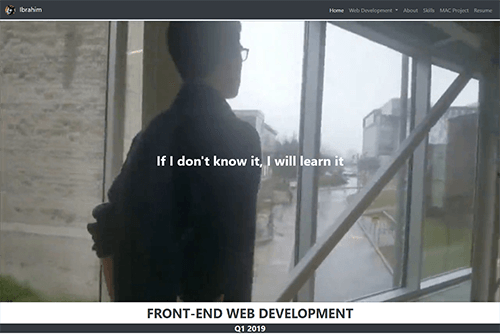 Ibrahim
Home Web Development About Skills MAC Project Resume
If I don't know it, I will learn it
FRONT-END WEB DEVELOPMENT
Q1 2019